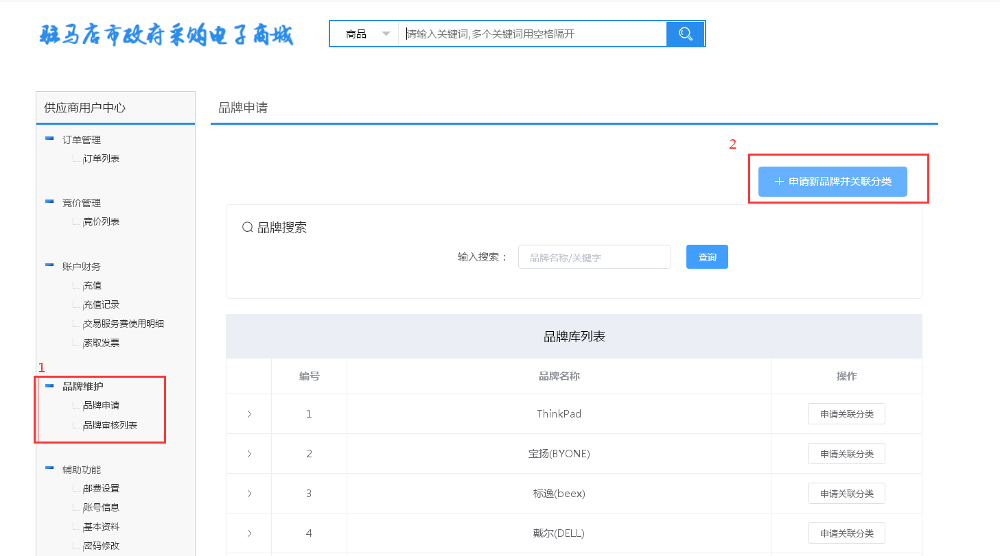 驻马店市政府采购电子商城
商品
请输入关键词,多个关键词用空格隔开
供应商用户中心
订单管理
订单列表
竞价管理
竞价列表
账户财务
充值
充值记录
交易服务费使用明细
索取发票
1
品牌维护
品牌申请
品牌审核列表
辅助功能
邮费设置
账号信息
基本资料
密码修改
品牌申请
2
申请新品牌并关联分类
品牌搜索
输入搜索：
品牌名称/关键字
查询
品牌库列表
编号 品牌名称 操作
1 ThinkPad 申请关联分类
2 宝扬(BYONE) 申请关联分类
3 标逸(beex) 申请关联分类
4 戴尔(DELL) 申请关联分类